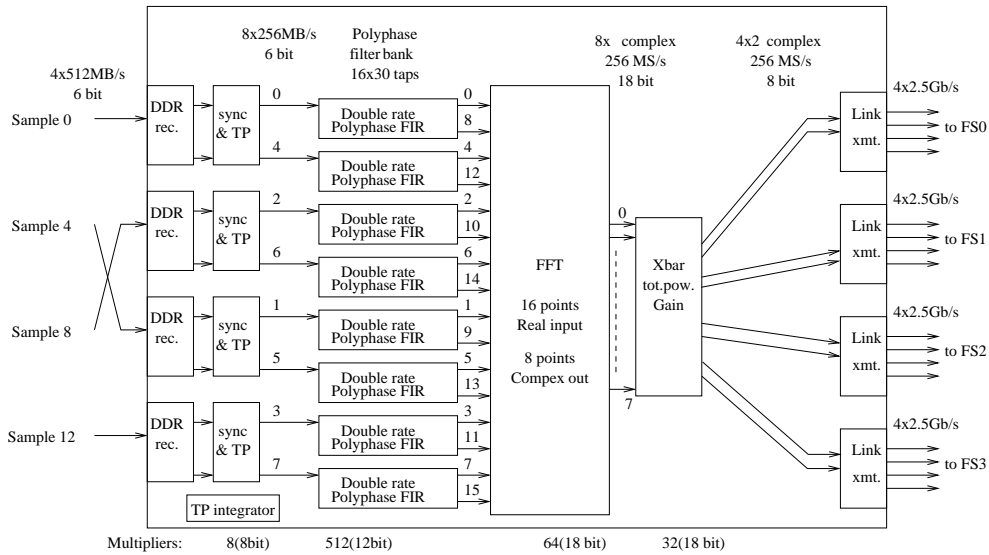 8x256MB/s
6 bit
Polyphase
filter bank
16x30 taps
8x complex
256 MS/s
18 bit
4x2 complex
256 MS/s
8 bit
4x512MB/s
6 bit
Sample 0
Sample 4
Sample 8
Sample 12
DDR
rec.
DDR
rec.
DDR
rec.
DDR
rec.
sync
& TP
sync
& TP
sync
& TP
sync
& TP
TP integrator
0
4
2
6
1
5
3
7
Double rate
Polyphase FIR
Double rate
Polyphase FIR
Double rate
Polyphase FIR
Double rate
Polyphase FIR
Double rate
Polyphase FIR
Double rate
Polyphase FIR
Double rate
Polyphase FIR
Double rate
Polyphase FIR
0
8
4
12
2
10
6
14
1
9
5
13
3
11
7
15
FFT
16 points
Real input
8 points
Compex out
0
7
Xbar
tot.pow.
Gain
Link
xmt.
4x2.5Gb/s
to FS0
Link
xmt.
4x2.5Gb/s
to FS1
Link
xmt.
4x2.5Gb/s
to FS2
Link
xmt.
4x2.5Gb/s
to FS3
Multipliers: 8(8bit) 512(12bit) 64(18 bit) 32(18 bit)